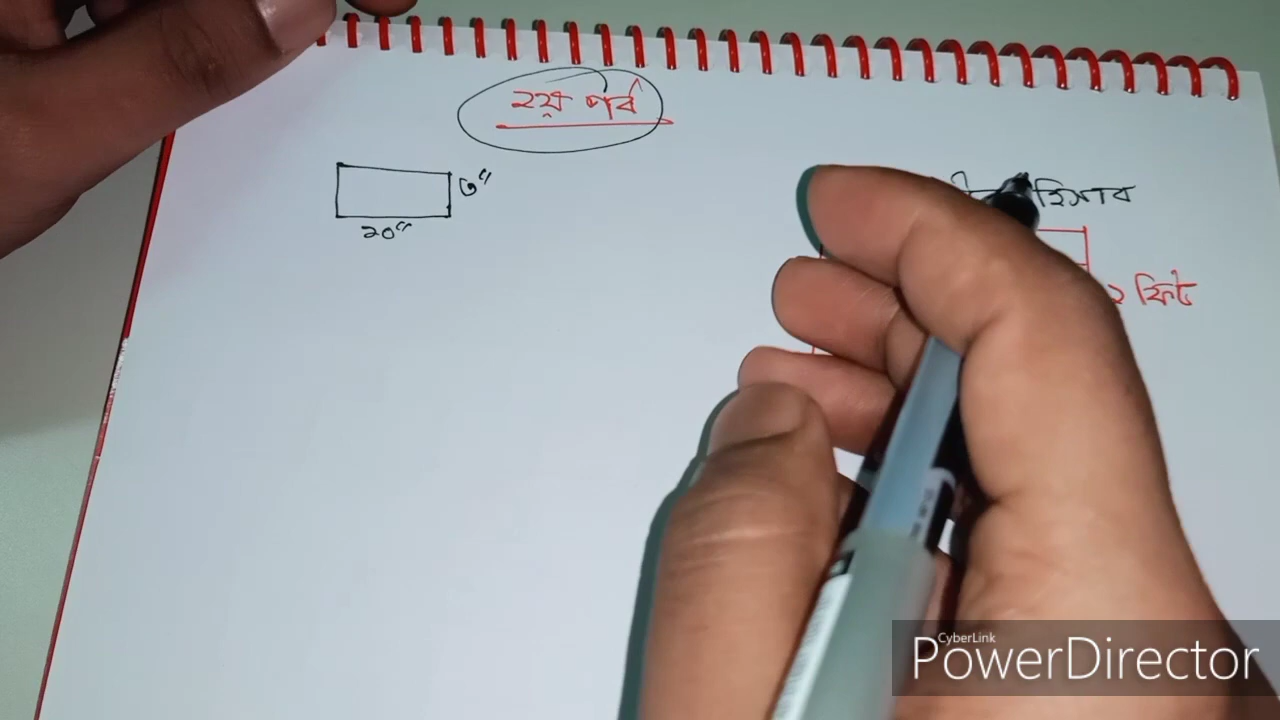 ২য় পর্ব
৩"
২০"
হিসাব
২ ফিট
CyberLink
PowerDirector